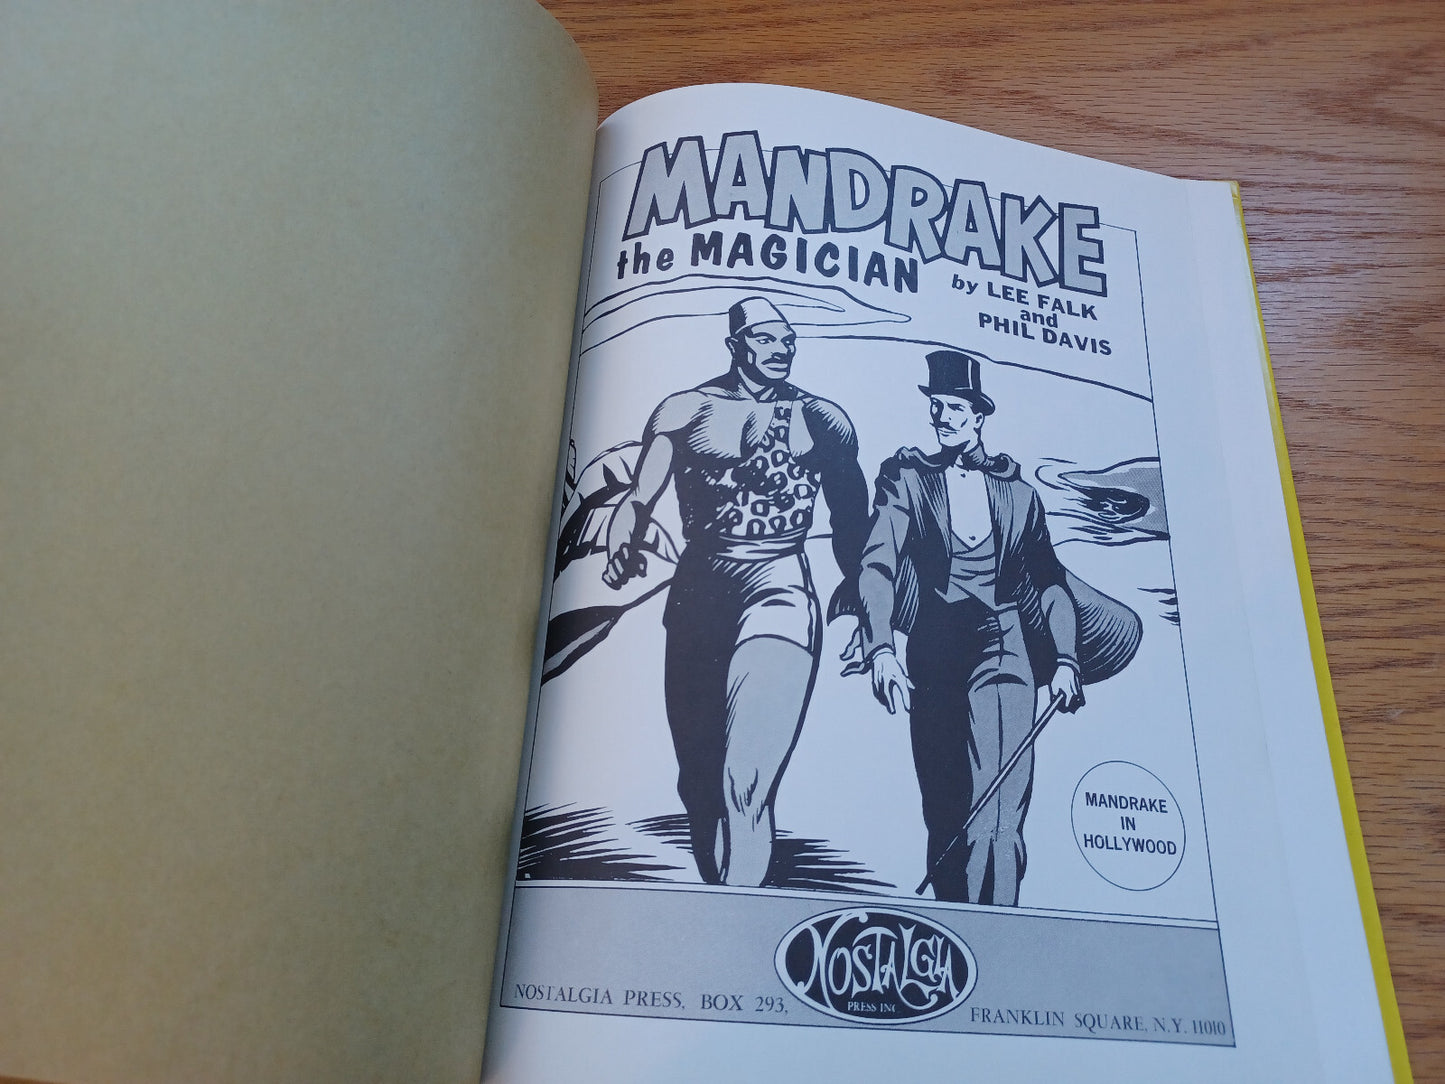 MANDRAKE
the MAGICIAN
by LEE FALK
and
PHIL DAVIS
MANDRAKE
IN
HOLLYWOOD
NOSTALGIA
PRESS INC.
NOSTALGIA PRESS, BOX 293,
FRANKLIN SQUARE, N.Y. 11010